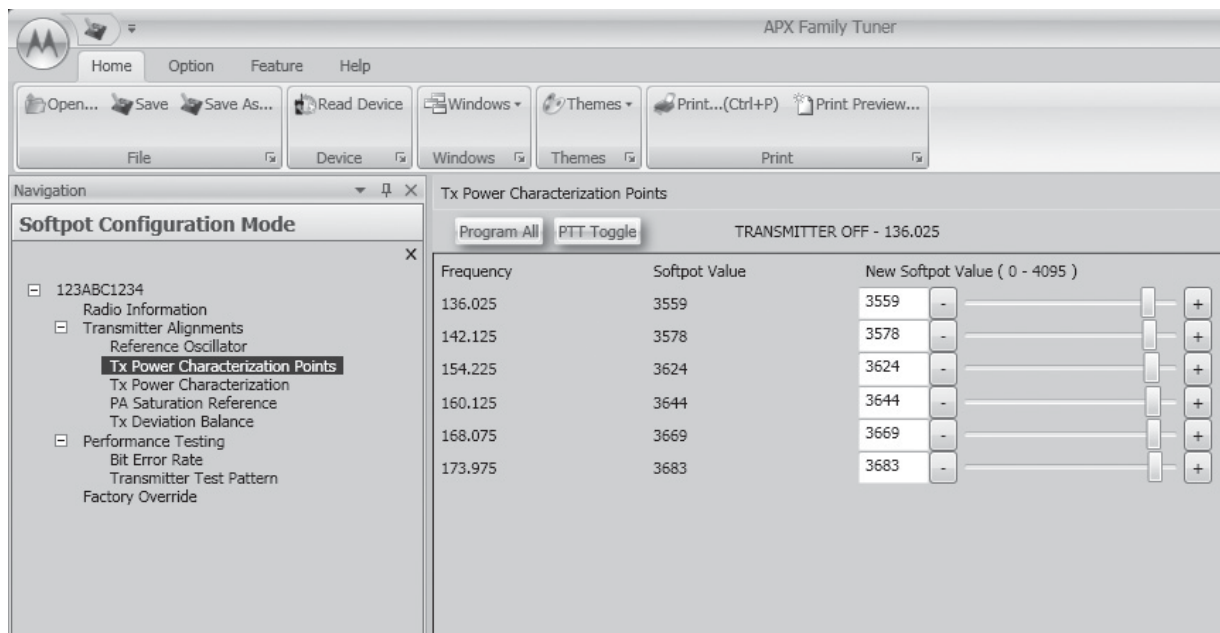 APX Family Tuner
Home Option Feature Help
Open... Save Save As... Read Device Windows Themes Print...(Ctrl+P) Print Preview...
File Device Windows Themes Print
Navigation
Softpot Configuration Mode
123ABC1234
Radio Information
Transmitter Alignments
Reference Oscillator
Tx Power Characterization Points
Tx Power Characterization
PA Saturation Reference
Tx Deviation Balance
Performance Testing
Bit Error Rate
Transmitter Test Pattern
Factory Override
Tx Power Characterization Points
Program All PTT Toggle TRANSMITTER OFF - 136.025
Frequency Softpot Value New Softpot Value ( 0 - 4095 )
136.025 3559 3559 - +
142.125 3578 3578 - +
154.225 3624 3624 - +
160.125 3644 3644 - +
168.075 3669 3669 - +
173.975 3683 3683 - +